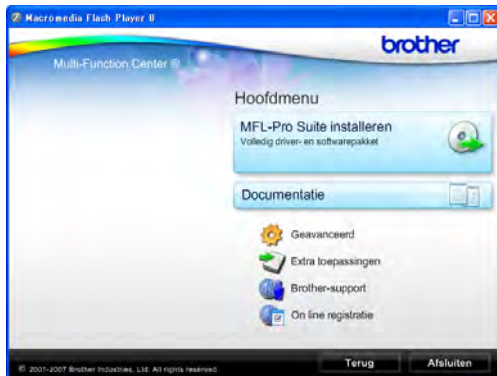 Macromedia Flash Player 8
brother
Multi-Function Center ®
Hoofdmenu
MFL-Pro Suite installeren
Volledig driver- en softwarepakket
Documentatie
Geavanceerd
Extra toepassingen
Brother-support
On line registratie
© 2001-2007 Brother Industries, Ltd. All rights reserved.
Terug
Afsluiten